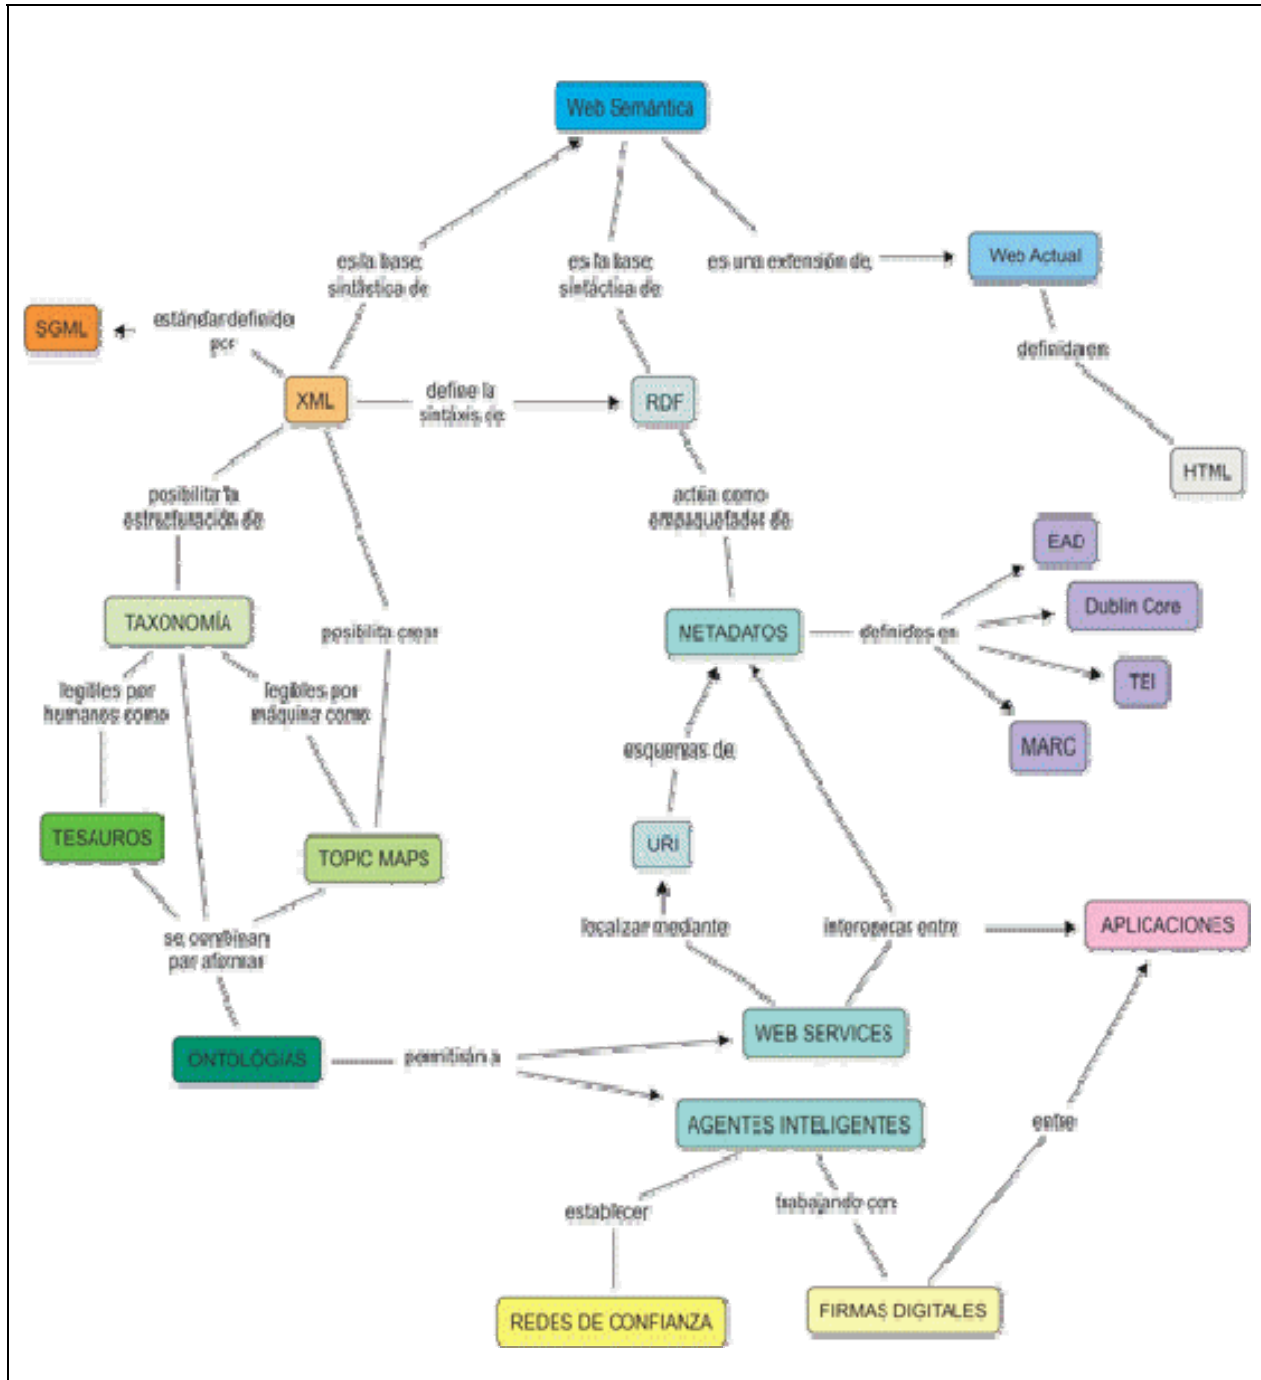 Web Semántica
es la base
sintáctica de
es la base
sintáctica de
es una extensión de
Web Actual
SGML
estándar definido
por
definida en
XML
define la
sintáxis de
RDF
HTML
posibilita la
estructuración de
actúa como
empaquetador de
EAD
Dublin Core
TAXONOMÍA
posibilita crear
METADATOS
definidos en
TEI
legibles por
humanos como
legibles por
máquina como
MARC
esquemas de
TESAUROS
TOPIC MAPS
URI
se combinan
localizar mediante
interoperar entre
APLICACIONES
WEB SERVICES
ONTOLOGÍAS
permitirán a
AGENTES INTELIGENTES
entre
establecer
trabajando con
REDES DE CONFIANZA
FIRMAS DIGITALES